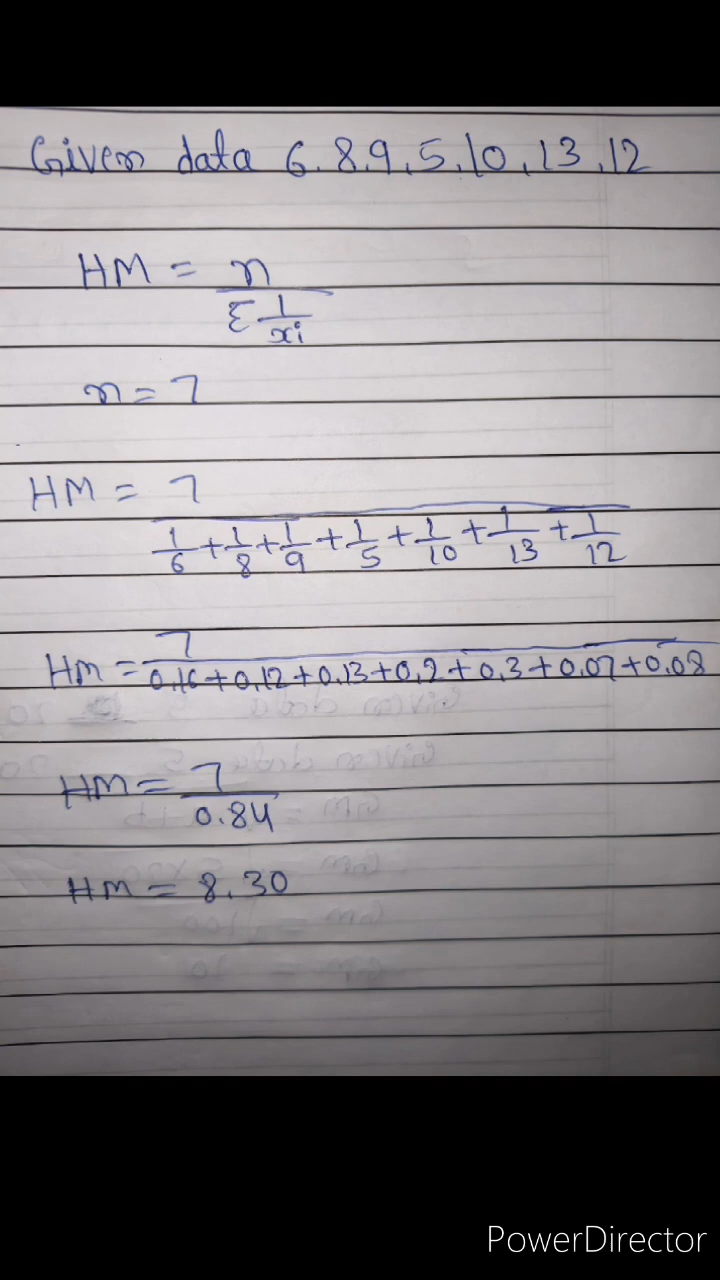 Given data 6.8.9.5.10.13.12
HM = n
Σ 1
xi
n = 7
HM = 7
1/6 + 1/8 + 1/9 + 1/5 + 1/10 + 1/13 + 1/12
HM = 7
0.16+0.12+0.13+0.2+0.3+0.07+0.08
HM = 7
0.84
HM = 8.30
PowerDirector